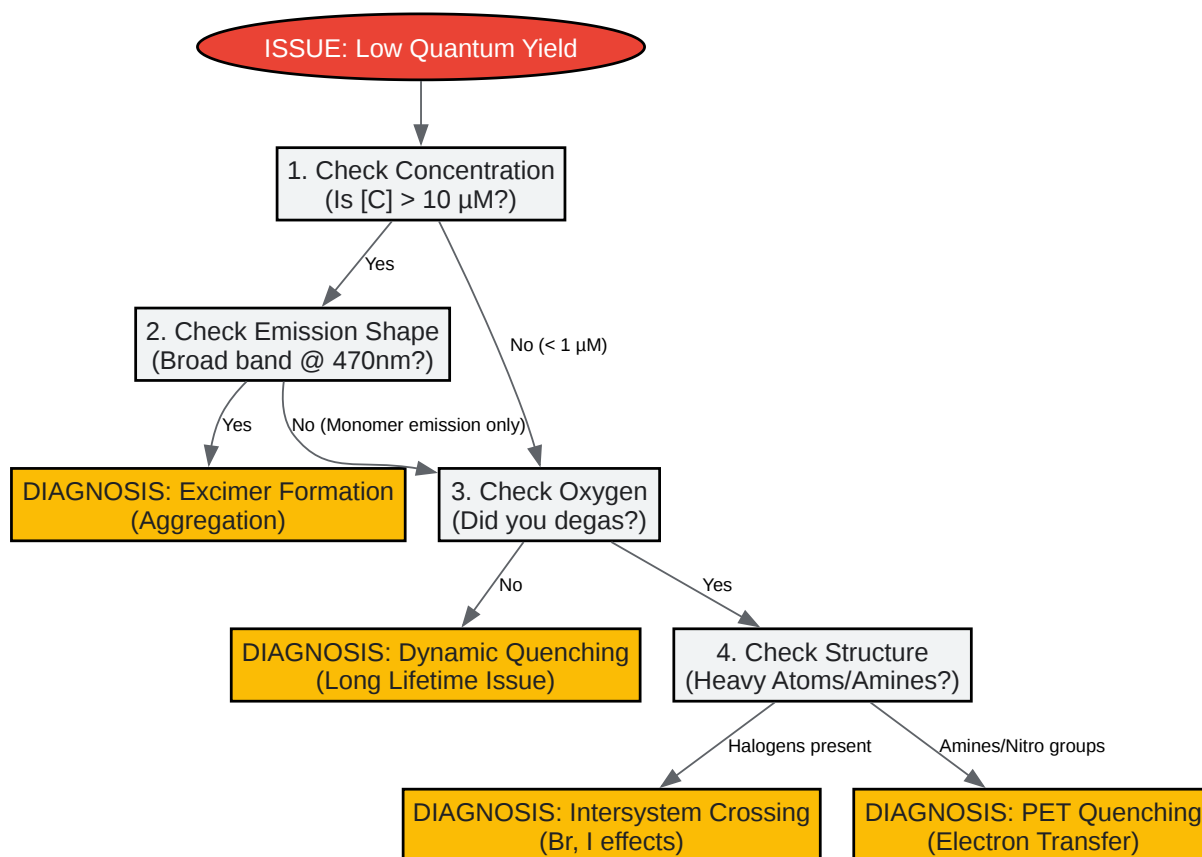 ISSUE: Low Quantum Yield
1. Check Concentration
(Is [C] > 10 µM?)
Yes
2. Check Emission Shape
(Broad band @ 470nm?)
No (< 1 µM)
Yes
No (Monomer emission only)
DIAGNOSIS: Excimer Formation
(Aggregation)
3. Check Oxygen
(Did you degas?)
No
Yes
DIAGNOSIS: Dynamic Quenching
(Long Lifetime Issue)
4. Check Structure
(Heavy Atoms/Amines?)
Halogens present
Amines/Nitro groups
DIAGNOSIS: Intersystem Crossing
(Br, I effects)
DIAGNOSIS: PET Quenching
(Electron Transfer)